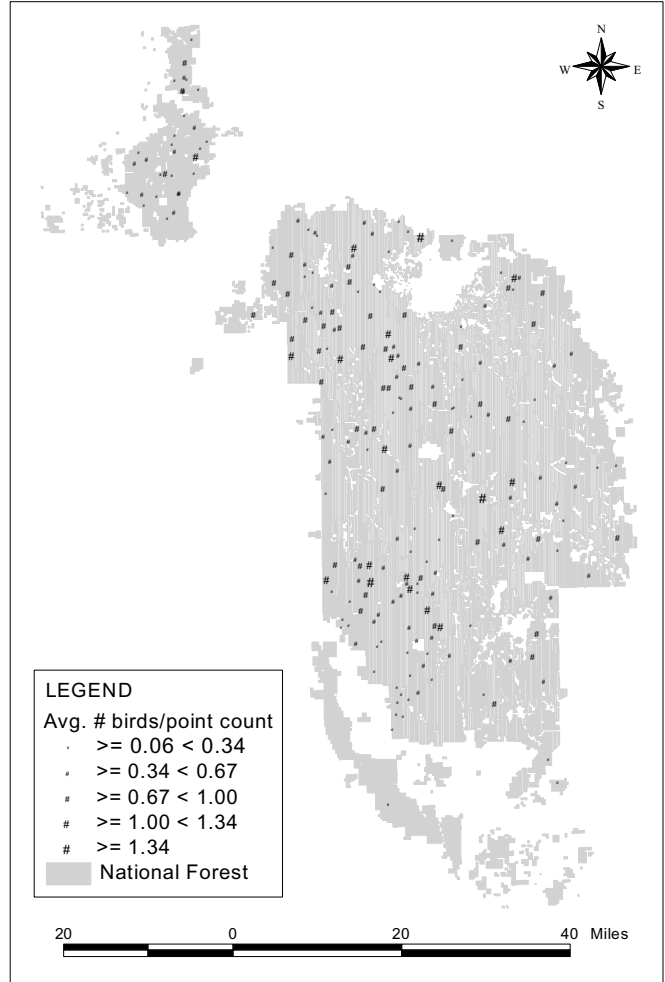 N
W E
S
LEGEND
Avg. # birds/point count
# >= 0.06 < 0.34
# >= 0.34 < 0.67
# >= 0.67 < 1.00
# >= 1.00 < 1.34
# >= 1.34
National Forest
20 0 20 40 Miles